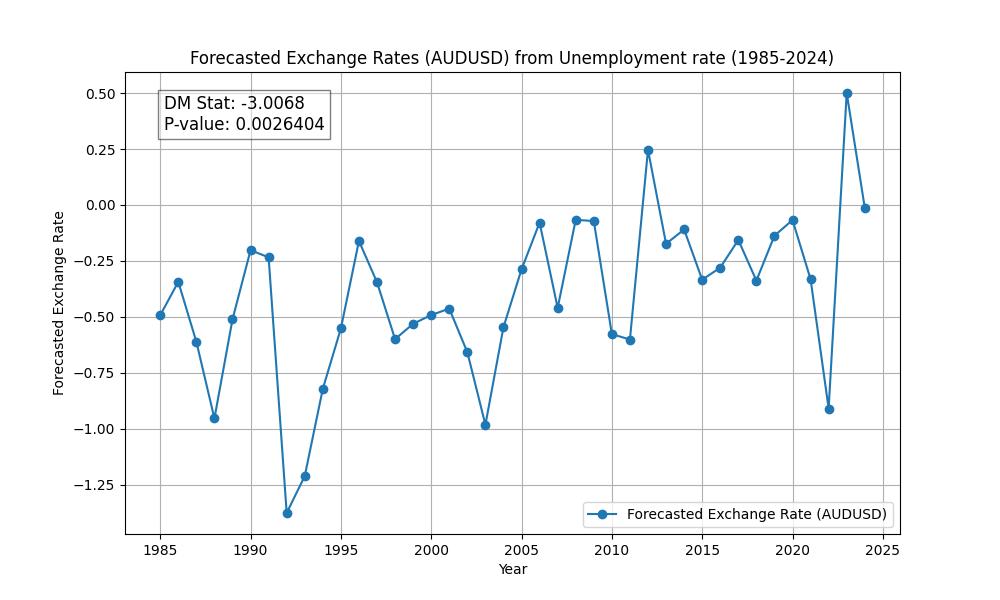 Forecasted Exchange Rates (AUDUSD) from Unemployment rate (1985-2024)
DM Stat: -3.0068
P-value: 0.0026404
0.50
0.25
0.00
−0.25
−0.50
−0.75
−1.00
−1.25
Forecasted Exchange Rate
Forecasted Exchange Rate (AUDUSD)
1985 1990 1995 2000 2005 2010 2015 2020 2025
Year